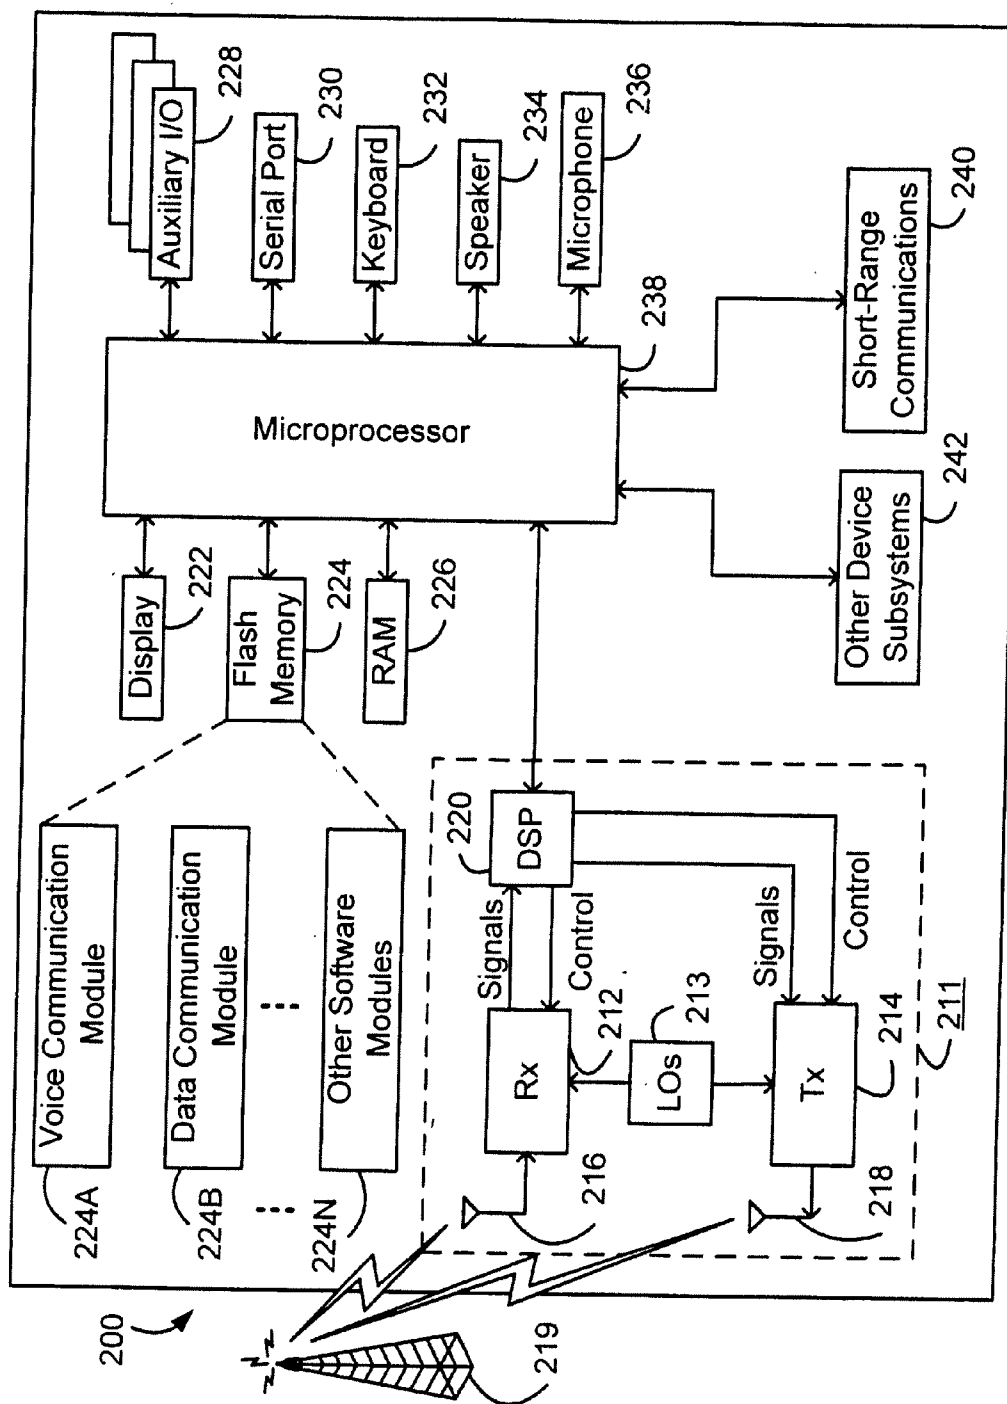 200
219
224A
Voice Communication
Module
224B
Data Communication
Module
224N
Other Software
Modules
Display
222
Flash
Memory
224
RAM
226
Microprocessor
238
Auxiliary I/O
228
Serial Port
230
Keyboard
232
Speaker
234
Microphone
236
216
218
Rx
212
LOs
213
Tx
214
Signals
Control
220
DSP
Signals
Control
211
Other Device
Subsystems
242
Short-Range
Communications
240